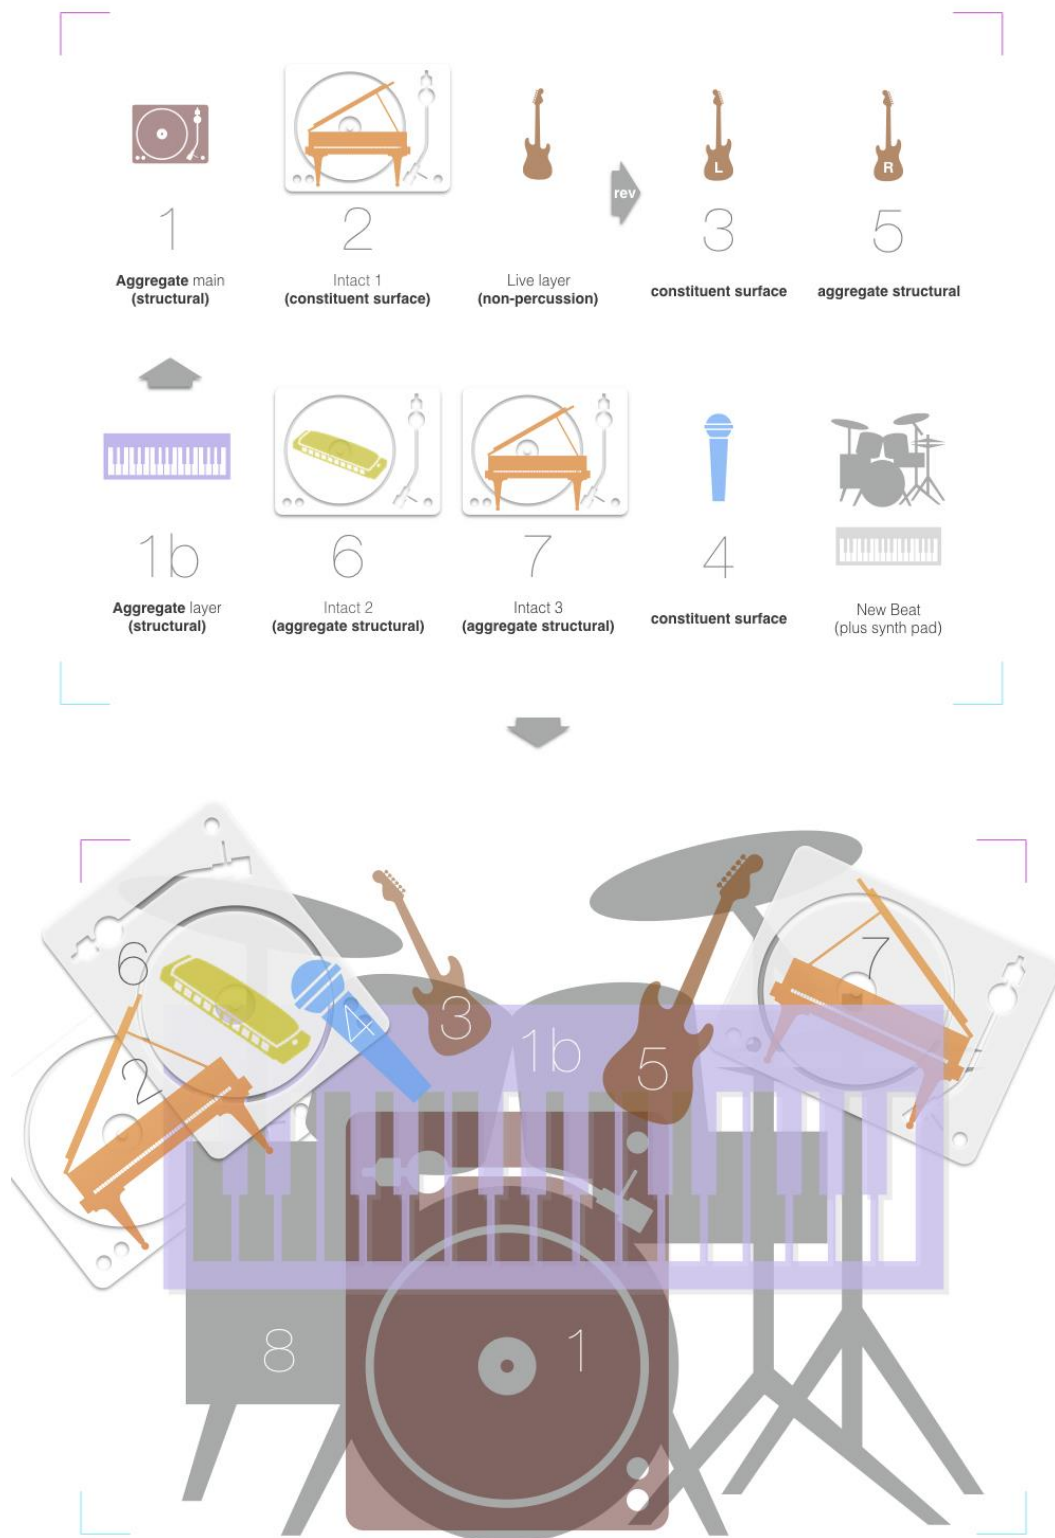 L
R
rev
1
2
3
5
Aggregate main
(structural)
Intact 1
(constituent surface)
Live layer
(non-percussion)
constituent surface
aggregate structural
1b
6
7
4
Aggregate layer
(structural)
Intact 2
(aggregate structural)
Intact 3
(aggregate structural)
constituent surface
New Beat
(plus synth pad)
6
7
4
3
1b
5
2
8
1